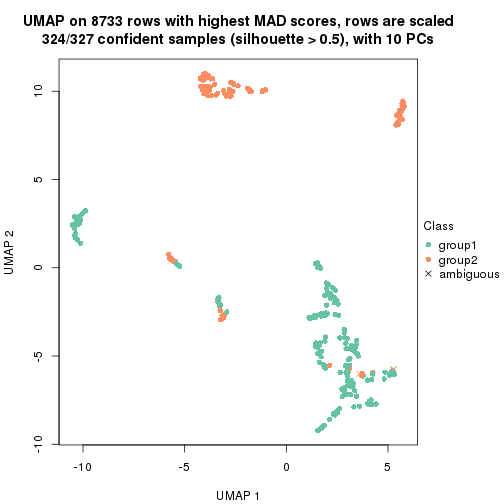 UMAP on 8733 rows with highest MAD scores, rows are scaled
324/327 confident samples (silhouette > 0.5), with 10 PCs
10
5
0
-5
-10
UMAP 2
-10
-5
0
5
UMAP 1
Class
group1
group2
ambiguous